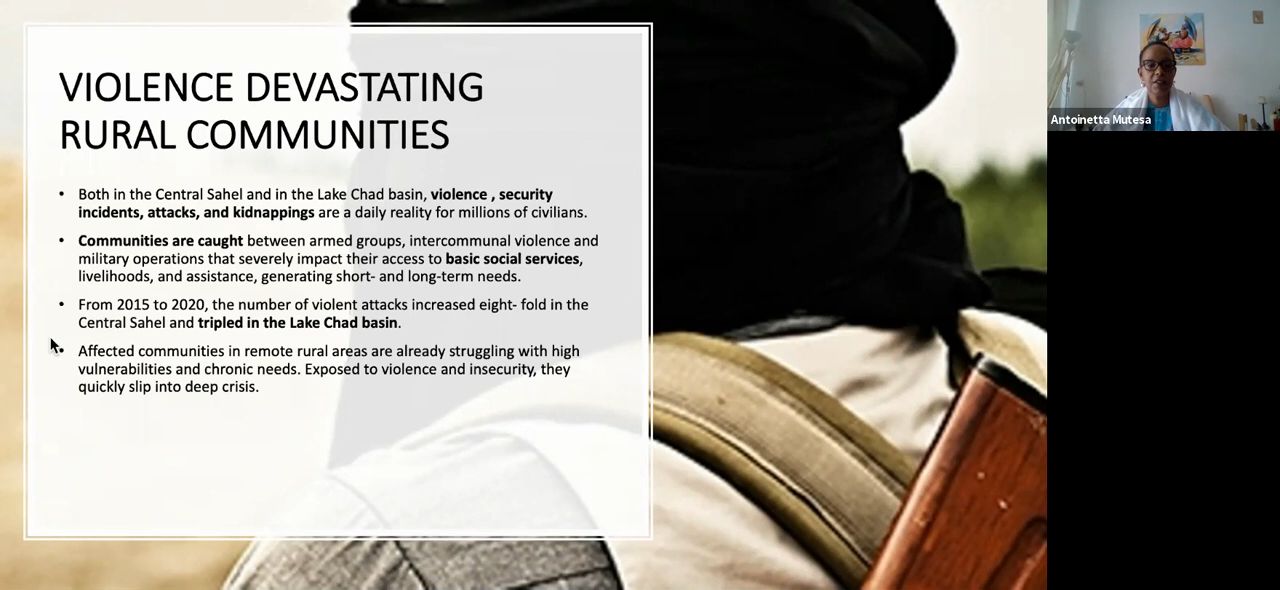 VIOLENCE DEVASTATING
RURAL COMMUNITIES
• Both in the Central Sahel and in the Lake Chad basin, violence , security
incidents, attacks, and kidnappings are a daily reality for millions of civilians.
• Communities are caught between armed groups, intercommunal violence and
military operations that severely impact their access to basic social services,
livelihoods, and assistance, generating short- and long-term needs.
• From 2015 to 2020, the number of violent attacks increased eight- fold in the
Central Sahel and tripled in the Lake Chad basin.
• Affected communities in remote rural areas are already struggling with high
vulnerabilities and chronic needs. Exposed to violence and insecurity, they
quickly slip into deep crisis.
Antoinetta Mutesa